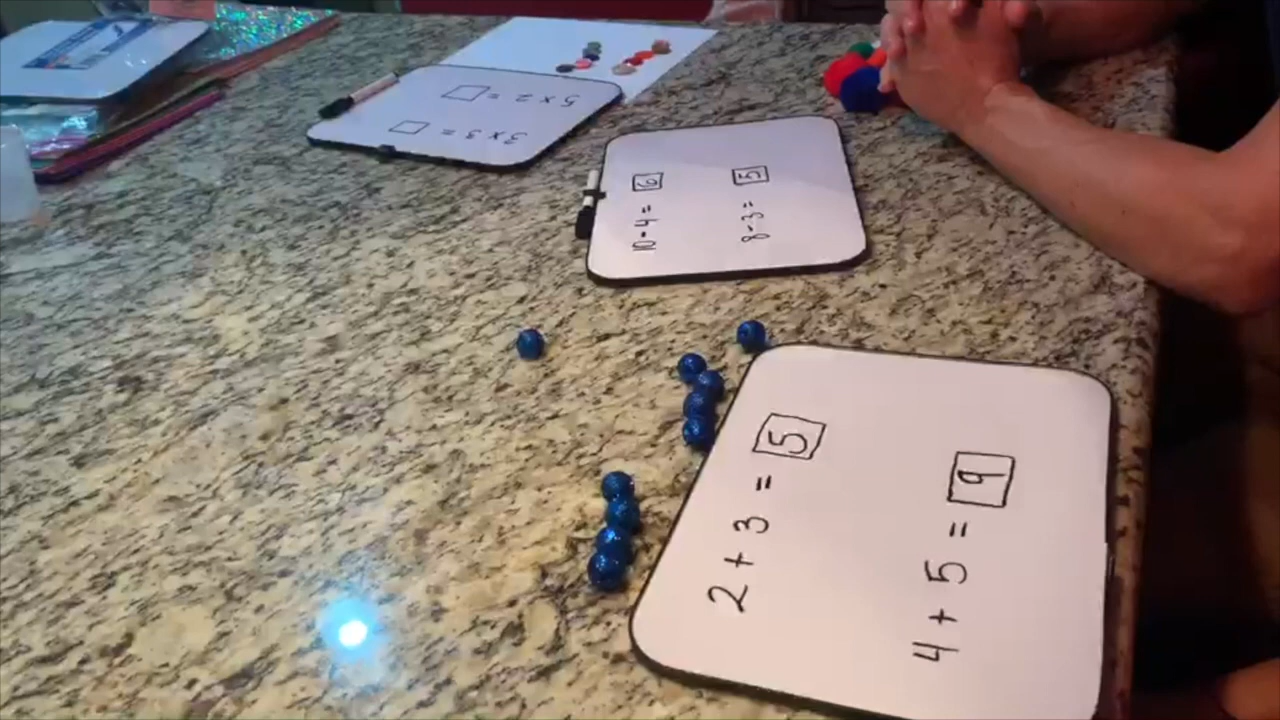 2 + 3 = 5
4 + 5 = 9
10 - 4 = 6
8 - 3 = 5
5 x 2 =
3 x 3 =